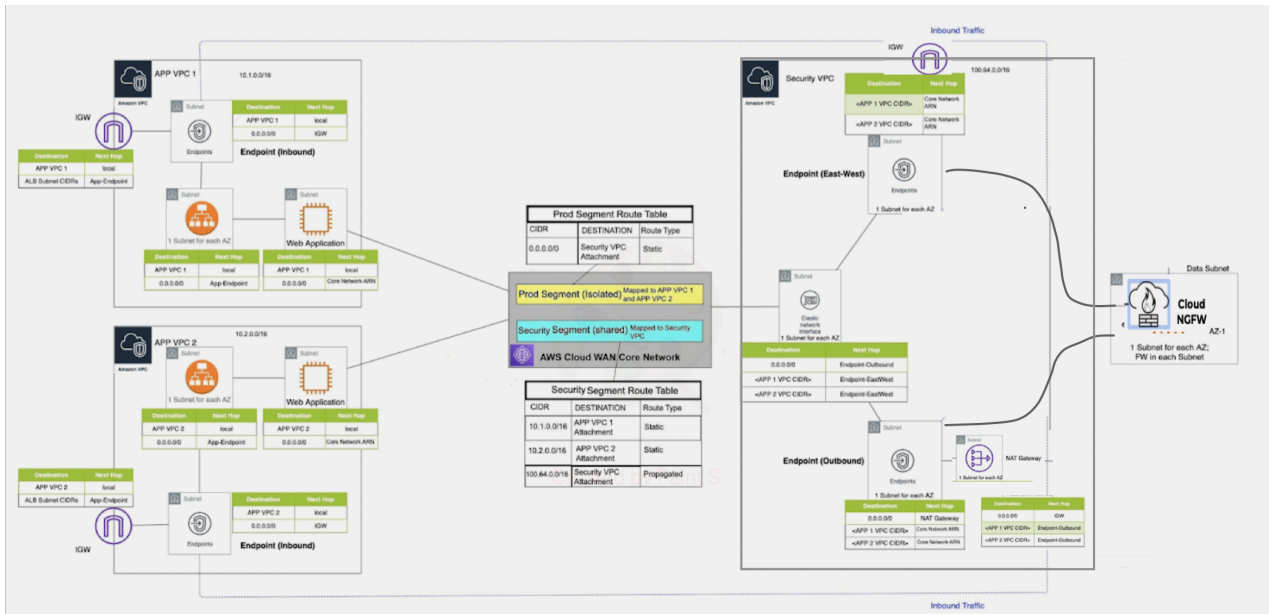 Inbound Traffic
IGW
APP VPC 1
10.1.0.0/16
Amazon VPC
Subnet
Endpoints
Destination Next Hop
APP VPC 1 local
0.0.0.0/0 IGW
Endpoint (Inbound)
IGW
Destination Next Hop
APP VPC 1 local
ALB Subnet CIDRs App-Endpoint
Subnet
1 Subnet for each AZ
Subnet
Web Application
Destination Next Hop
APP VPC 1 local
0.0.0.0/0 App-Endpoint
Destination Next Hop
APP VPC 1 local
0.0.0.0/0 Core Network ARN
10.2.0.0/16
APP VPC 2
Amazon VPC
Subnet
1 Subnet for each AZ
Subnet
Web Application
Destination Next Hop
APP VPC 2 local
0.0.0.0/0 App-Endpoint
Destination Next Hop
APP VPC 2 local
0.0.0.0/0 Core Network ARN
Destination Next Hop
APP VPC 2 local
ALB Subnet CIDRs App-Endpoint
IGW
Subnet
Endpoints
Destination Next Hop
APP VPC 2 local
0.0.0.0/0 IGW
Endpoint (Inbound)
Prod Segment Route Table
CIDR DESTINATION Route Type
0.0.0.0/0 Security VPC Attachment Static
Prod Segment (Isolated) Mapped to APP VPC 1
and APP VPC 2
Security Segment (shared) Mapped to Security
VPC
AWS Cloud WAN Core Network
Security Segment Route Table
CIDR DESTINATION Route Type
10.1.0.0/16 APP VPC 1 Attachment Static
10.2.0.0/16 APP VPC 2 Attachment Static
100.64.0.0/16 Security VPC Attachment Propagated
Security VPC
Amazon VPC
100.64.0.0/16
Destination Next Hop
<APP 1 VPC CIDR> Core Network ARN
<APP 2 VPC CIDR> Core Network ARN
Subnet
Endpoint (East-West)
Endpoints
1 Subnet for each AZ
Subnet
Elastic
network
interface
1 Subnet for each AZ
Destination Next Hop
0.0.0.0/0 Endpoint-Outbound
<APP 1 VPC CIDR> Endpoint-EastWest
<APP 2 VPC CIDR> Endpoint-EastWest
Subnet
Endpoint (Outbound)
Endpoints
1 Subnet for each AZ
Subnet
NAT Gateway
1 Subnet for each AZ
Destination Next Hop
0.0.0.0/0 NAT Gateway
<APP 1 VPC CIDR> Core Network ARN
<APP 2 VPC CIDR> Core Network ARN
Destination Next Hop
0.0.0.0/0 IGW
<APP 1 VPC CIDR> Endpoint-Outbound
<APP 2 VPC CIDR> Endpoint-Outbound
Data Subnet
Cloud
NGFW
AZ-1
1 Subnet for each AZ;
FW in each Subnet
Inbound Traffic